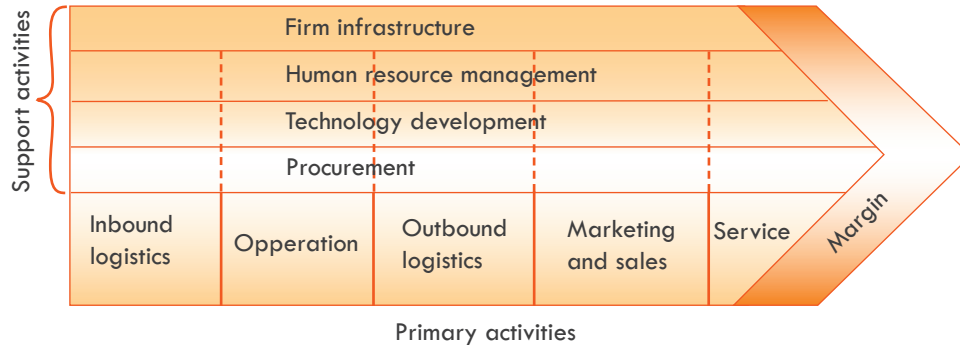 Support activities
Firm infrastructure
Human resource management
Technology development
Procurement
Inbound
logistics
Opperation
Outbound
logistics
Marketing
and sales
Service
Margin
Primary activities